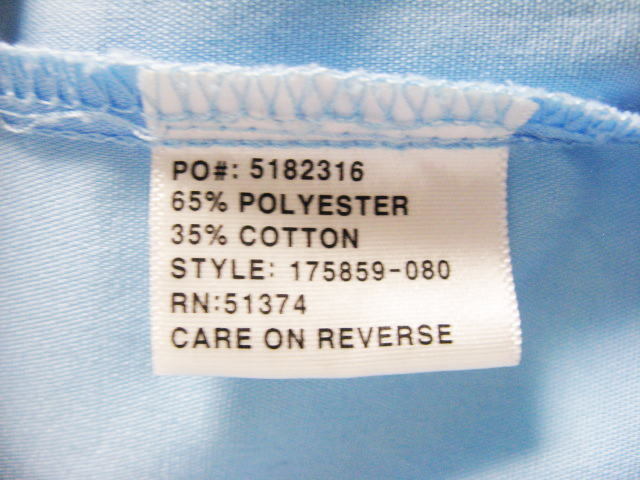 PO#: 5182316
65% POLYESTER
35% COTTON
STYLE: 175859-080
RN:51374
CARE ON REVERSE